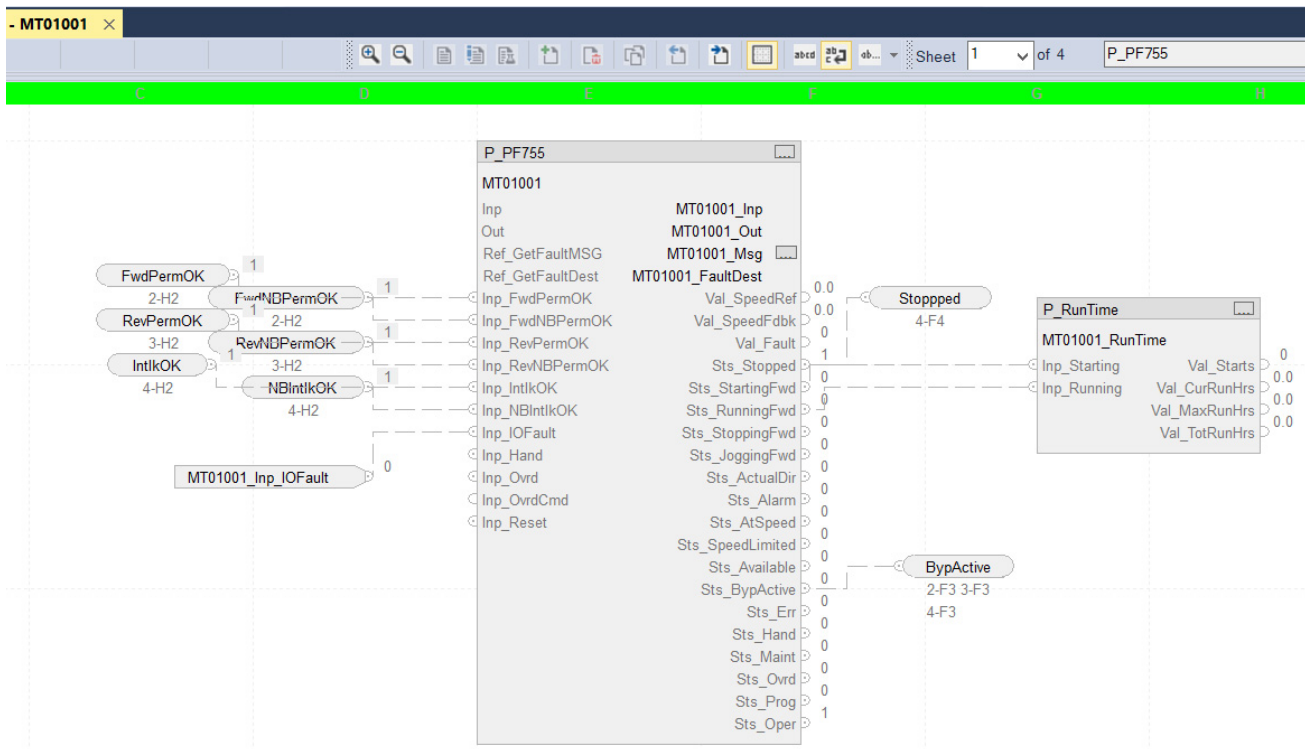 - MT01001 ×
abcd ab c ab... Sheet 1 of 4 P_PF755
C D E F G H
P_PF755 ...
MT01001
Inp MT01001_Inp
Out MT01001_Out
Ref_GetFaultMSG MT01001_Msg ...
Ref_GetFaultDest MT01001_FaultDest
FwdPermOK 1
2-H2
FwdNBPermOK 1
2-H2
RevPermOK 1
3-H2
RevNBPermOK 1
3-H2
IntlkOK 1
4-H2
NBIntlkOK 1
4-H2
MT01001_Inp_IOFault 0
Inp_FwdPermOK Val_SpeedRef 0.0
Inp_FwdNBPermOK Val_SpeedFdbk 0.0
Inp_RevPermOK Val_Fault 0
Inp_RevNBPermOK Sts_Stopped 1
Inp_IntlkOK Sts_StartingFwd 0
Inp_NBIntlkOK Sts_RunningFwd 0
Inp_IOFault Sts_StoppingFwd 0
Inp_Hand Sts_JoggingFwd 0
Inp_Ovrd Sts_ActualDir 0
Inp_OvrdCmd Sts_Alarm 0
Inp_Reset Sts_AtSpeed 0
Sts_SpeedLimited 0
Sts_Available 0
Sts_BypActive 0
Sts_Err 0
Sts_Hand 0
Sts_Maint 0
Sts_Ovrd 0
Sts_Prog 0
Sts_Oper 1
Stoppped
4-F4
BypActive
2-F3 3-F3
4-F3
P_RunTime ...
MT01001_RunTime
Inp_Starting Val_Starts 0
Inp_Running Val_CurRunHrs 0.0
Val_MaxRunHrs 0.0
Val_TotRunHrs 0.0